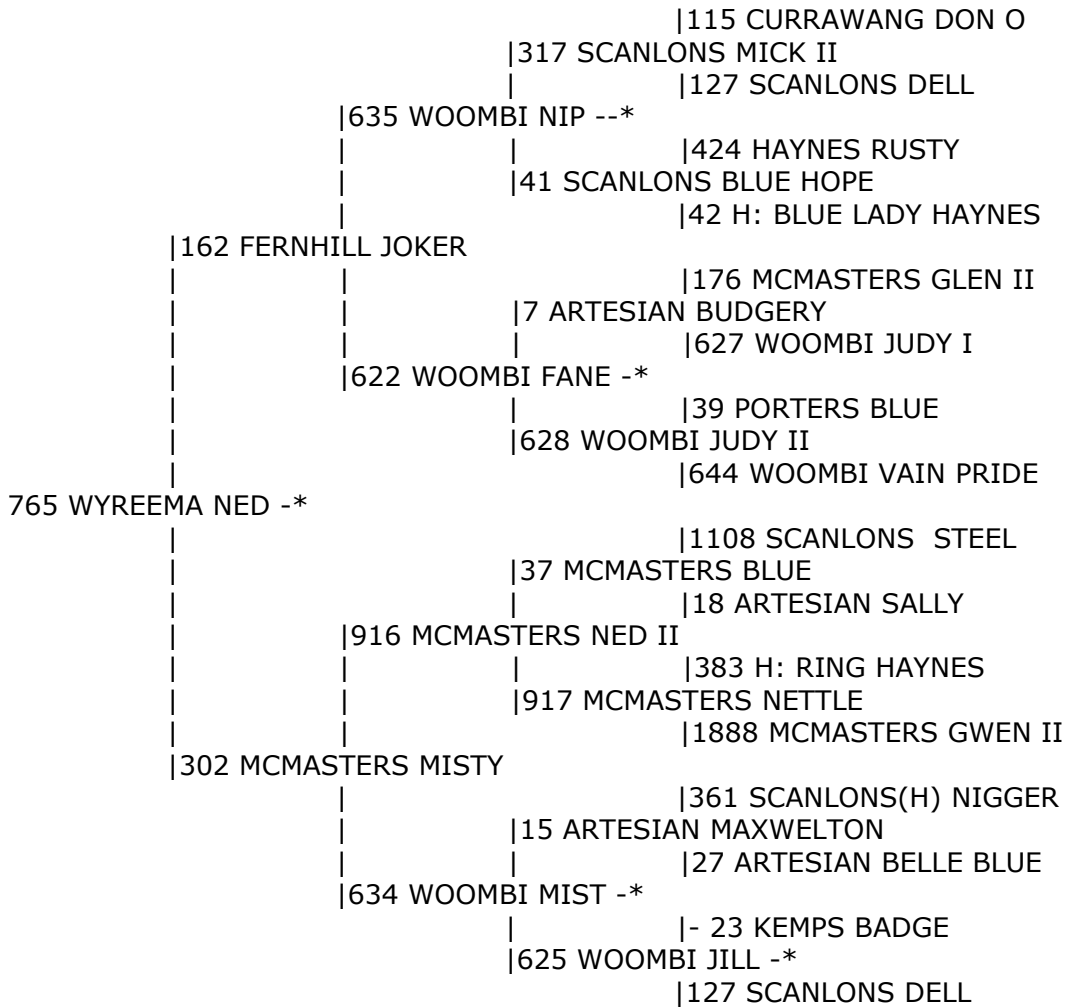 |115 CURRAWANG DON O
|317 SCANLONS MICK II
| |127 SCANLONS DELL
|635 WOOMBI NIP --*
| | |424 HAYNES RUSTY
| |41 SCANLONS BLUE HOPE
| |42 H: BLUE LADY HAYNES
|162 FERNHILL JOKER
| | |176 MCMASTERS GLEN II
| | |7 ARTESIAN BUDGERY
| | | |627 WOOMBI JUDY I
| |622 WOOMBI FANE -*
| | |39 PORTERS BLUE
| |628 WOOMBI JUDY II
| |644 WOOMBI VAIN PRIDE
765 WYREEMA NED -*
| |1108 SCANLONS  STEEL
| |37 MCMASTERS BLUE
| | |18 ARTESIAN SALLY
| |916 MCMASTERS NED II
| | | |383 H: RING HAYNES
| | |917 MCMASTERS NETTLE
| | |1888 MCMASTERS GWEN II
|302 MCMASTERS MISTY
| |361 SCANLONS(H) NIGGER
| |15 ARTESIAN MAXWELTON
| | |27 ARTESIAN BELLE BLUE
|634 WOOMBI MIST -*
| |- 23 KEMPS BADGE
|625 WOOMBI JILL -*
|127 SCANLONS DELL